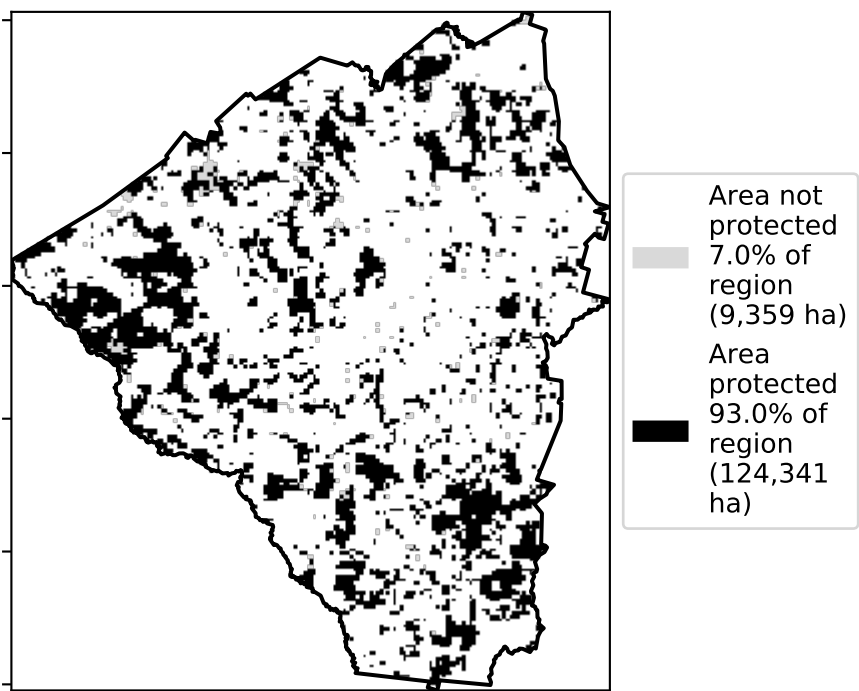 Area not
protected
7.0% of
region
(9,359 ha)
Area
protected
93.0% of
region
(124,341
ha)